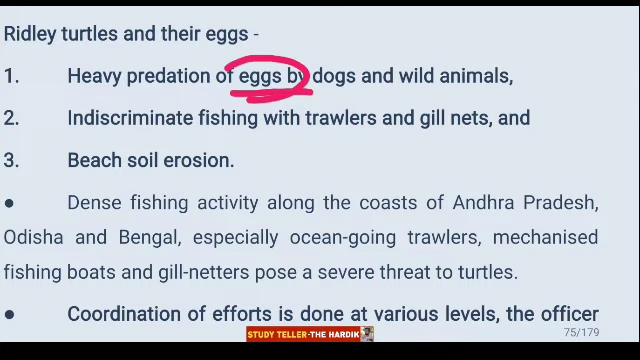 Ridley turtles and their eggs -
1. Heavy predation of eggs by dogs and wild animals,
2. Indiscriminate fishing with trawlers and gill nets, and
3. Beach soil erosion.
● Dense fishing activity along the coasts of Andhra Pradesh,
Odisha and Bengal, especially ocean-going trawlers, mechanised
fishing boats and gill-netters pose a severe threat to turtles.
● Coordination of efforts is done at various levels, the officer
STUDY TELLER-THE HARDIK
75/179